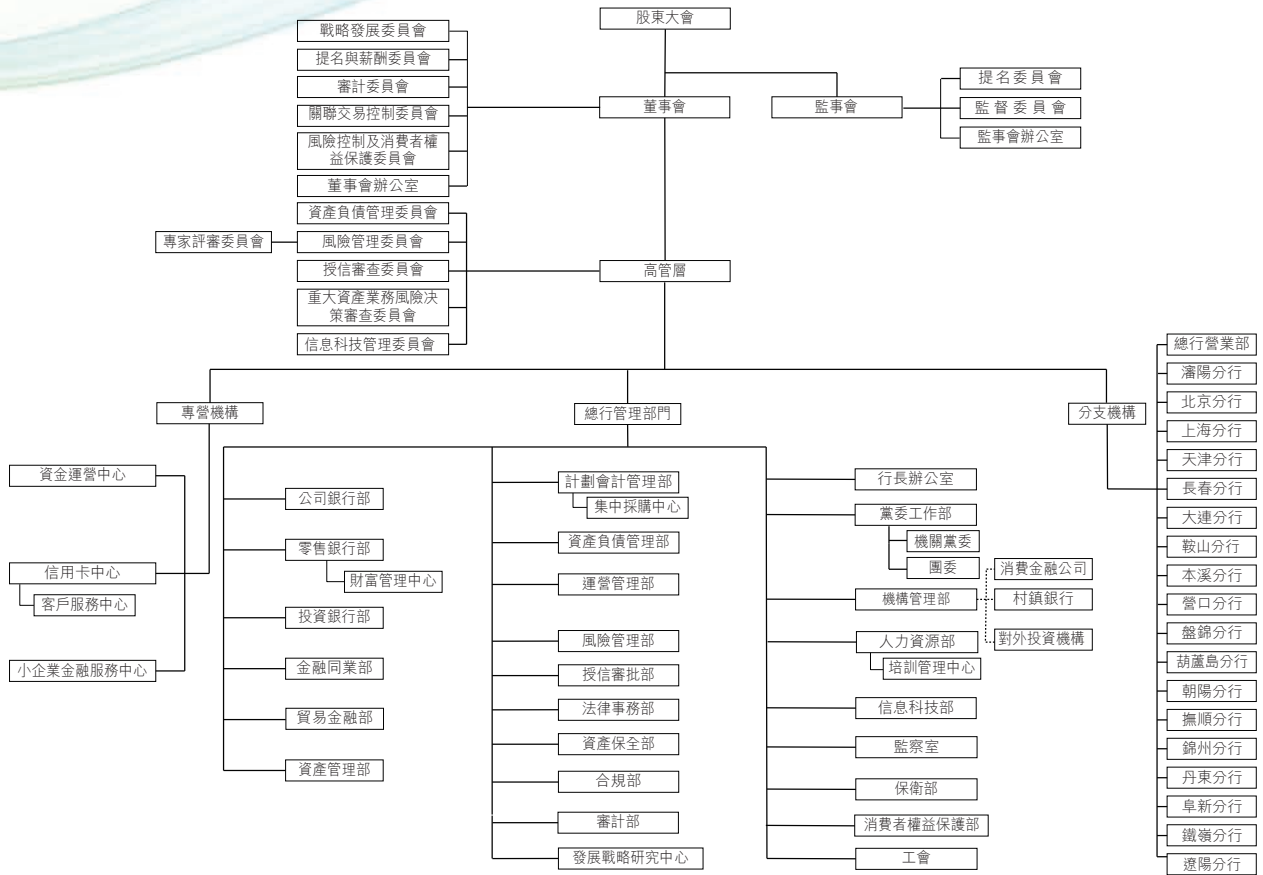 股東大會
戰略發展委員會
提名與薪酬委員會
審計委員會
關聯交易控制委員會
風險控制及消費者權
益保護委員會
董事會辦公室
董事會
監事會
提名委員會
監督委員會
監事會辦公室
資產負債管理委員會
專家評審委員會
風險管理委員會
授信審查委員會
重大資產業務風險決
策審查委員會
信息科技管理委員會
高管層
專營機構
總行管理部門
分支機構
資金運營中心
信用卡中心
客戶服務中心
小企業金融服務中心
公司銀行部
零售銀行部
財富管理中心
投資銀行部
金融同業部
貿易金融部
資產管理部
計劃會計管理部
集中採購中心
資產負債管理部
運營管理部
風險管理部
授信審批部
法律事務部
資產保全部
合規部
審計部
發展戰略研究中心
行長辦公室
黨委工作部
機關黨委
團委
機構管理部
消費金融公司
村鎮銀行
對外投資機構
人力資源部
培訓管理中心
信息科技部
監察室
保衛部
消費者權益保護部
工會
總行營業部
瀋陽分行
北京分行
上海分行
天津分行
長春分行
大連分行
鞍山分行
本溪分行
營口分行
盤錦分行
葫蘆島分行
朝陽分行
撫順分行
錦州分行
丹東分行
阜新分行
鐵嶺分行
遼陽分行